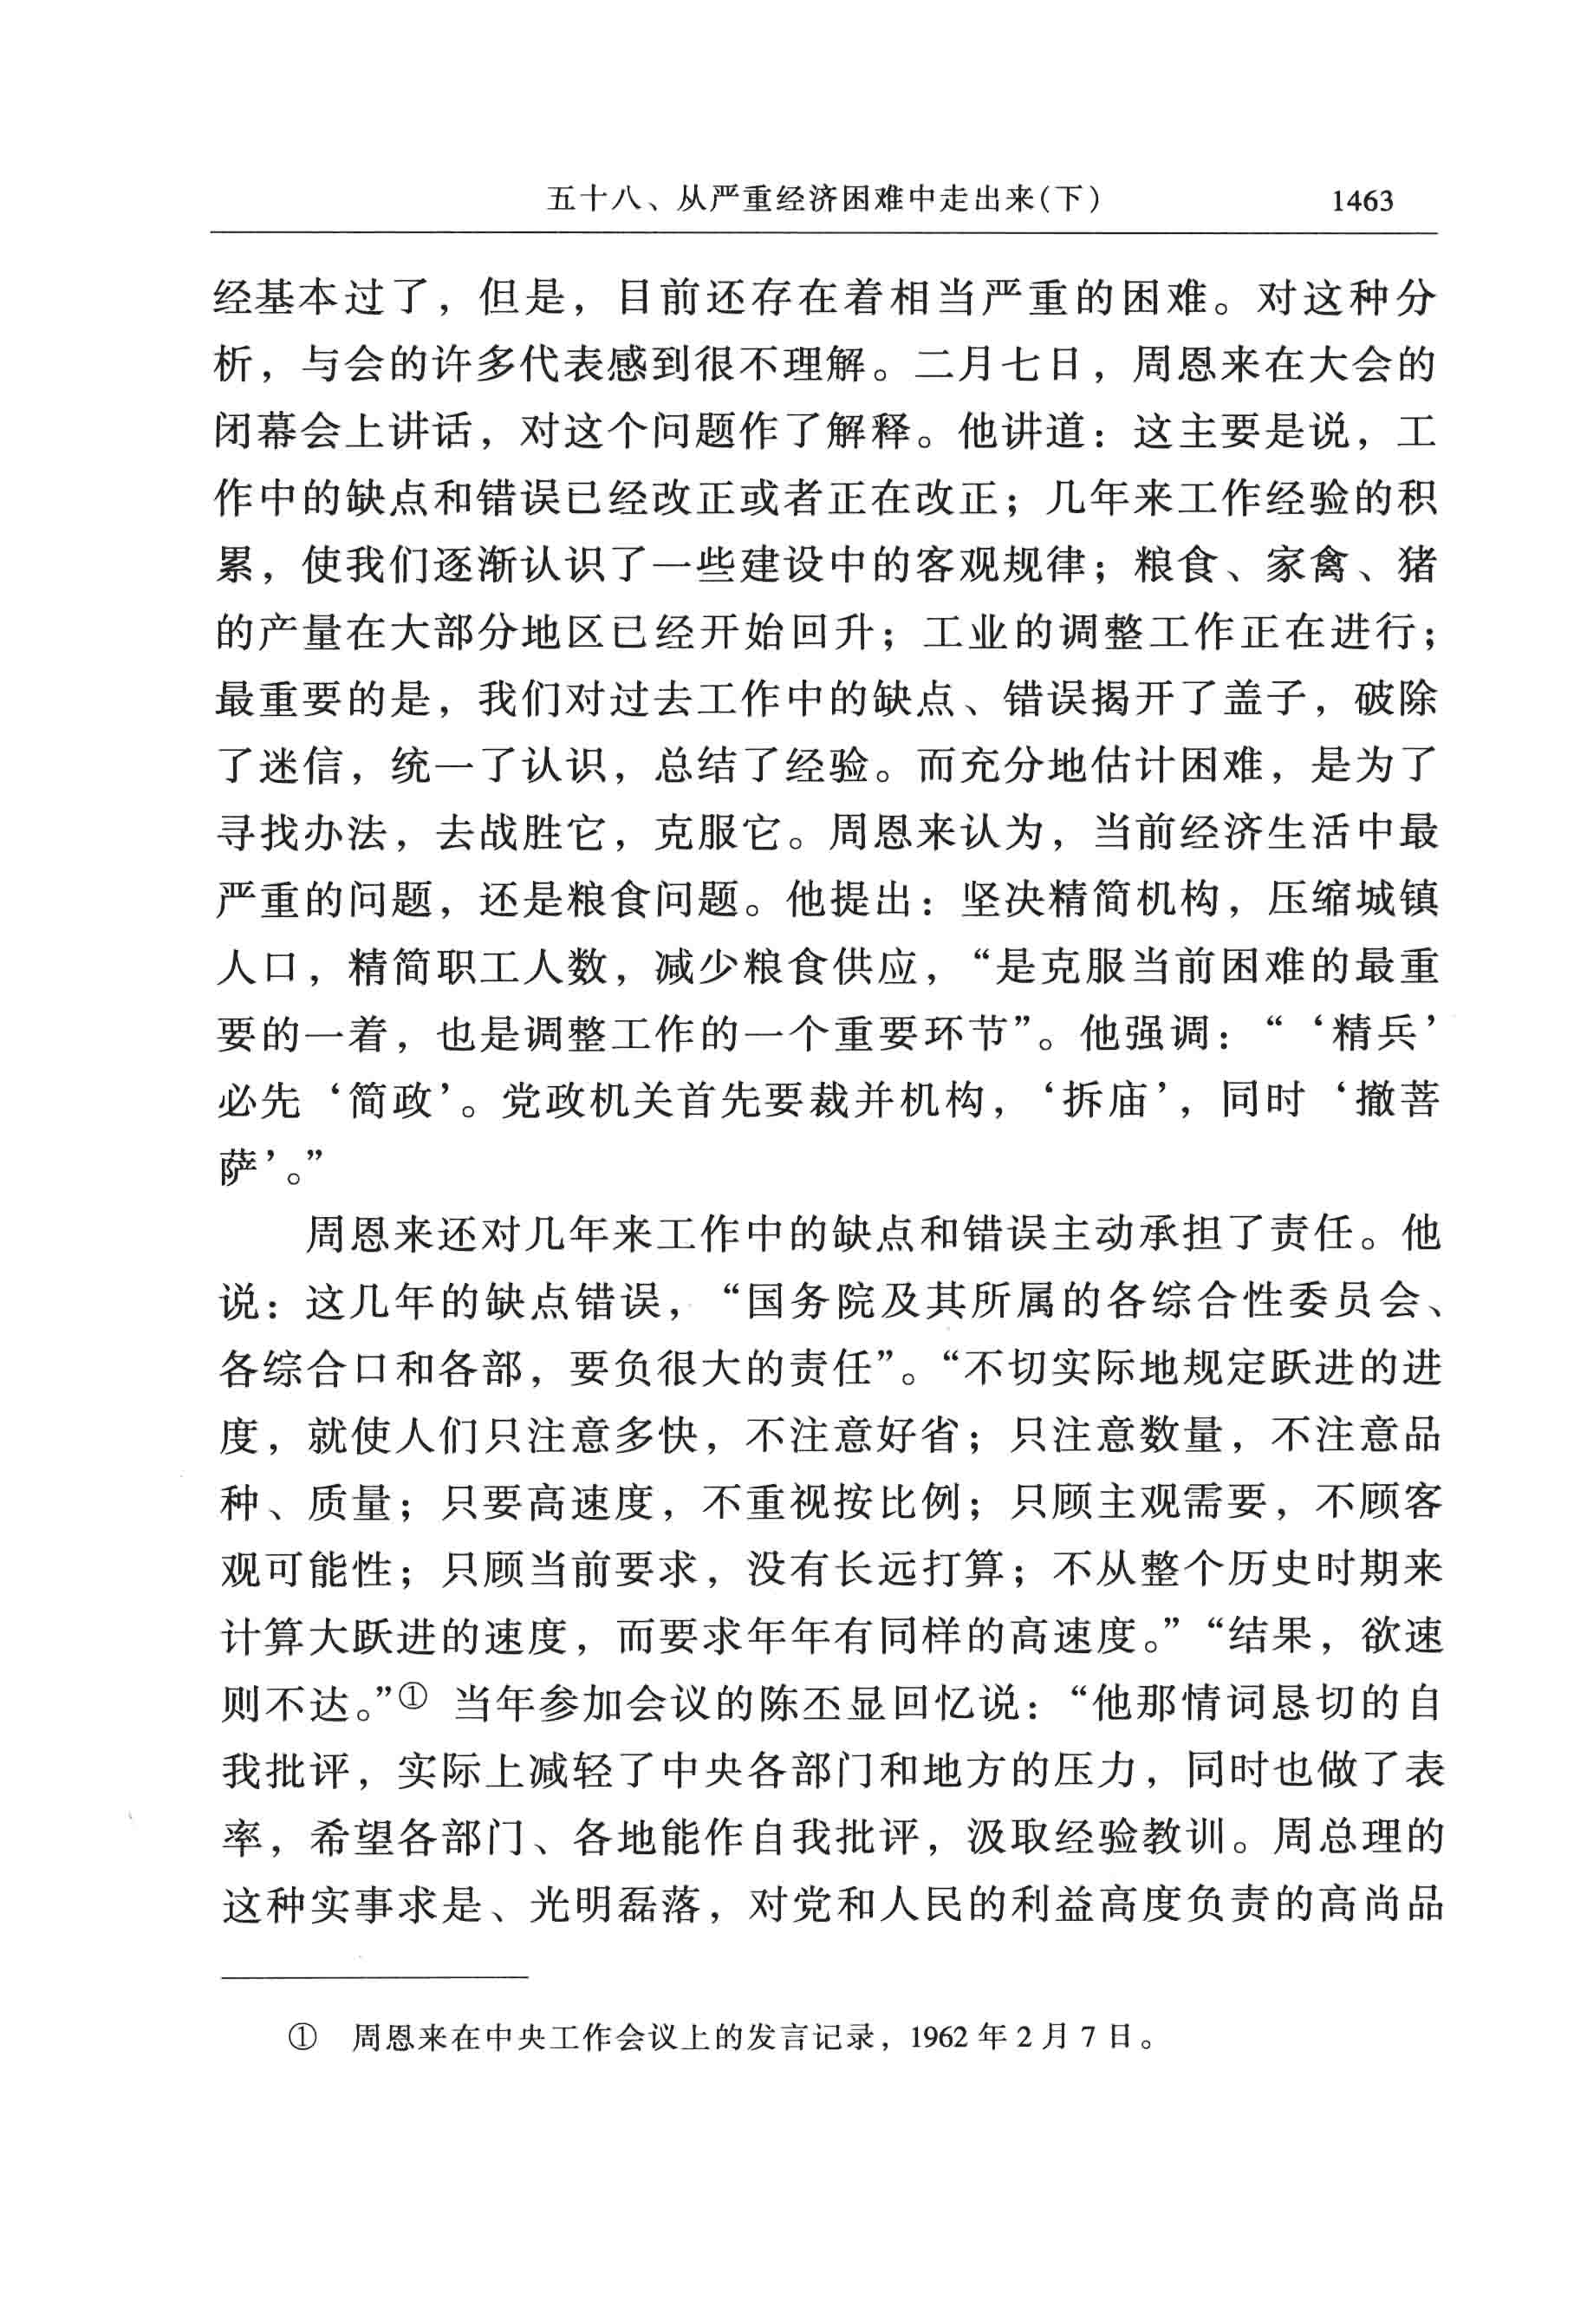 五十八、从严重经济困难中走出来(下) 1463
经基本过了，但是，目前还存在着相当严重的困难。对这种分
析，与会的许多代表感到很不理解。二月七日，周恩来在大会的
闭幕会上讲话，对这个问题作了解释。他讲道：这主要是说，工
作中的缺点和错误已经改正或者正在改正；几年来工作经验的积
累，使我们逐渐认识了一些建设中的客观规律；粮食、家禽、猪
的产量在大部分地区已经开始回升；工业的调整工作正在进行；
最重要的是，我们对过去工作中的缺点、错误揭开了盖子，破除
了迷信，统一了认识，总结了经验。而充分地估计困难，是为了
寻找办法，去战胜它，克服它。周恩来认为，当前经济生活中最
严重的问题，还是粮食问题。他提出：坚决精简机构，压缩城镇
人口，精简职工人数，减少粮食供应，“是克服当前困难的最重
要的一着，也是调整工作的一个重要环节”。他强调：“‘精兵’
必先‘简政’。党政机关首先要裁并机构，‘拆庙’，同时‘撤菩
萨’。”
周恩来还对几年来工作中的缺点和错误主动承担了责任。他
说：这几年的缺点错误，“国务院及其所属的各综合性委员会、
各综合口和各部，要负很大的责任”。“不切实际地规定跃进的进
度，就使人们只注意多快，不注意好省；只注意数量，不注意品
种、质量；只要高速度，不重视按比例；只顾主观需要，不顾客
观可能性；只顾当前要求，没有长远打算；不从整个历史时期来
计算大跃进的速度，而要求年年有同样的高速度。”“结果，欲速
则不达。”① 当年参加会议的陈丕显回忆说：“他那情词恳切的自
我批评，实际上减轻了中央各部门和地方的压力，同时也做了表
率，希望各部门、各地能作自我批评，汲取经验教训。周总理的
这种实事求是、光明磊落，对党和人民的利益高度负责的高尚品
① 周恩来在中央工作会议上的发言记录，1962 年 2 月 7 日。